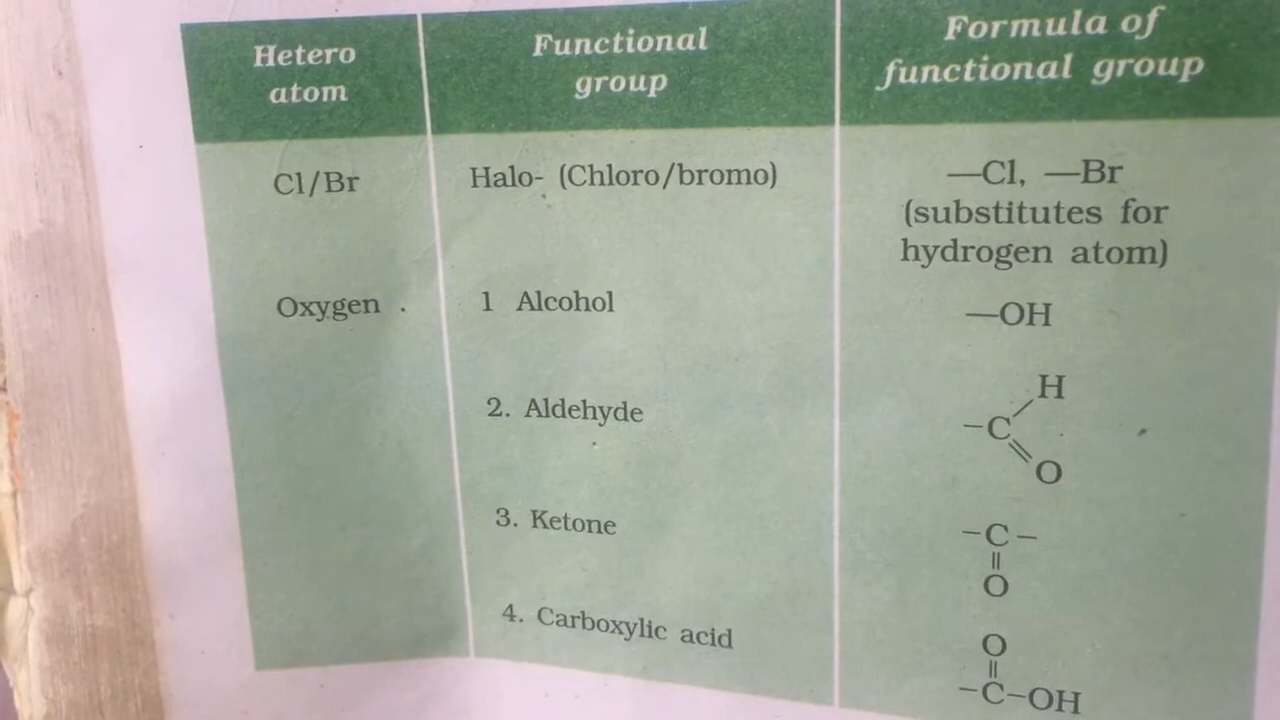 Hetero
atom
Functional
group
Formula of
functional group
Cl/Br
Halo- (Chloro/bromo)
—Cl, —Br
(substitutes for
hydrogen atom)
Oxygen
1 Alcohol
—OH
2. Aldehyde
H
–C
O
3. Ketone
–C–
||
O
4. Carboxylic acid
O
||
–C–OH